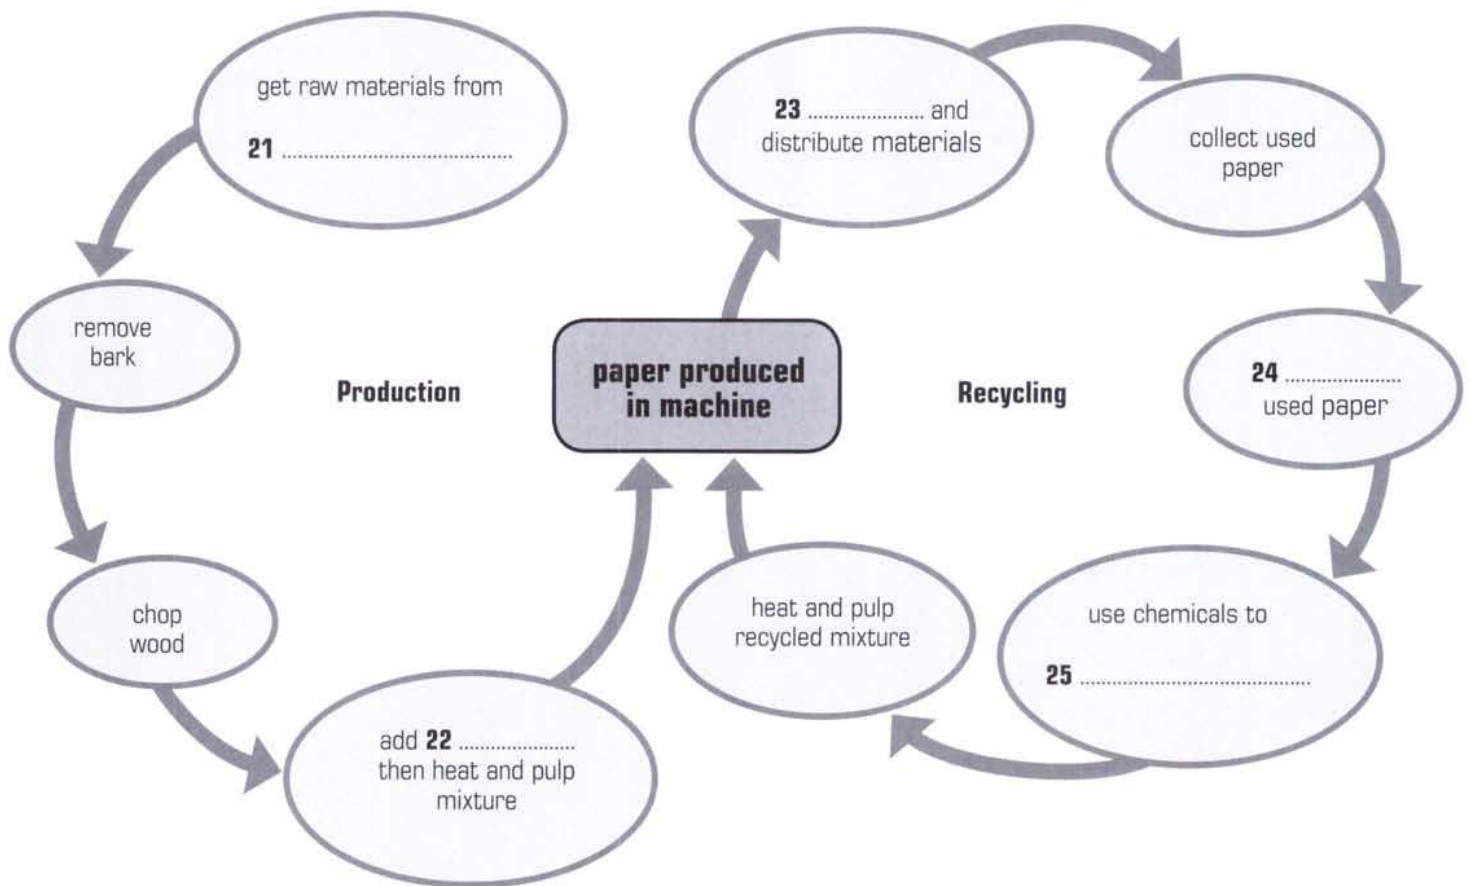 get raw materials from
21 ..........................................
remove
bark
Production
chop
wood
add 22 .....................
then heat and pulp
mixture
paper produced
in machine
23 ..................... and
distribute materials
collect used
paper
Recycling
24 .....................
used paper
use chemicals to
25 ..........................................
heat and pulp
recycled mixture